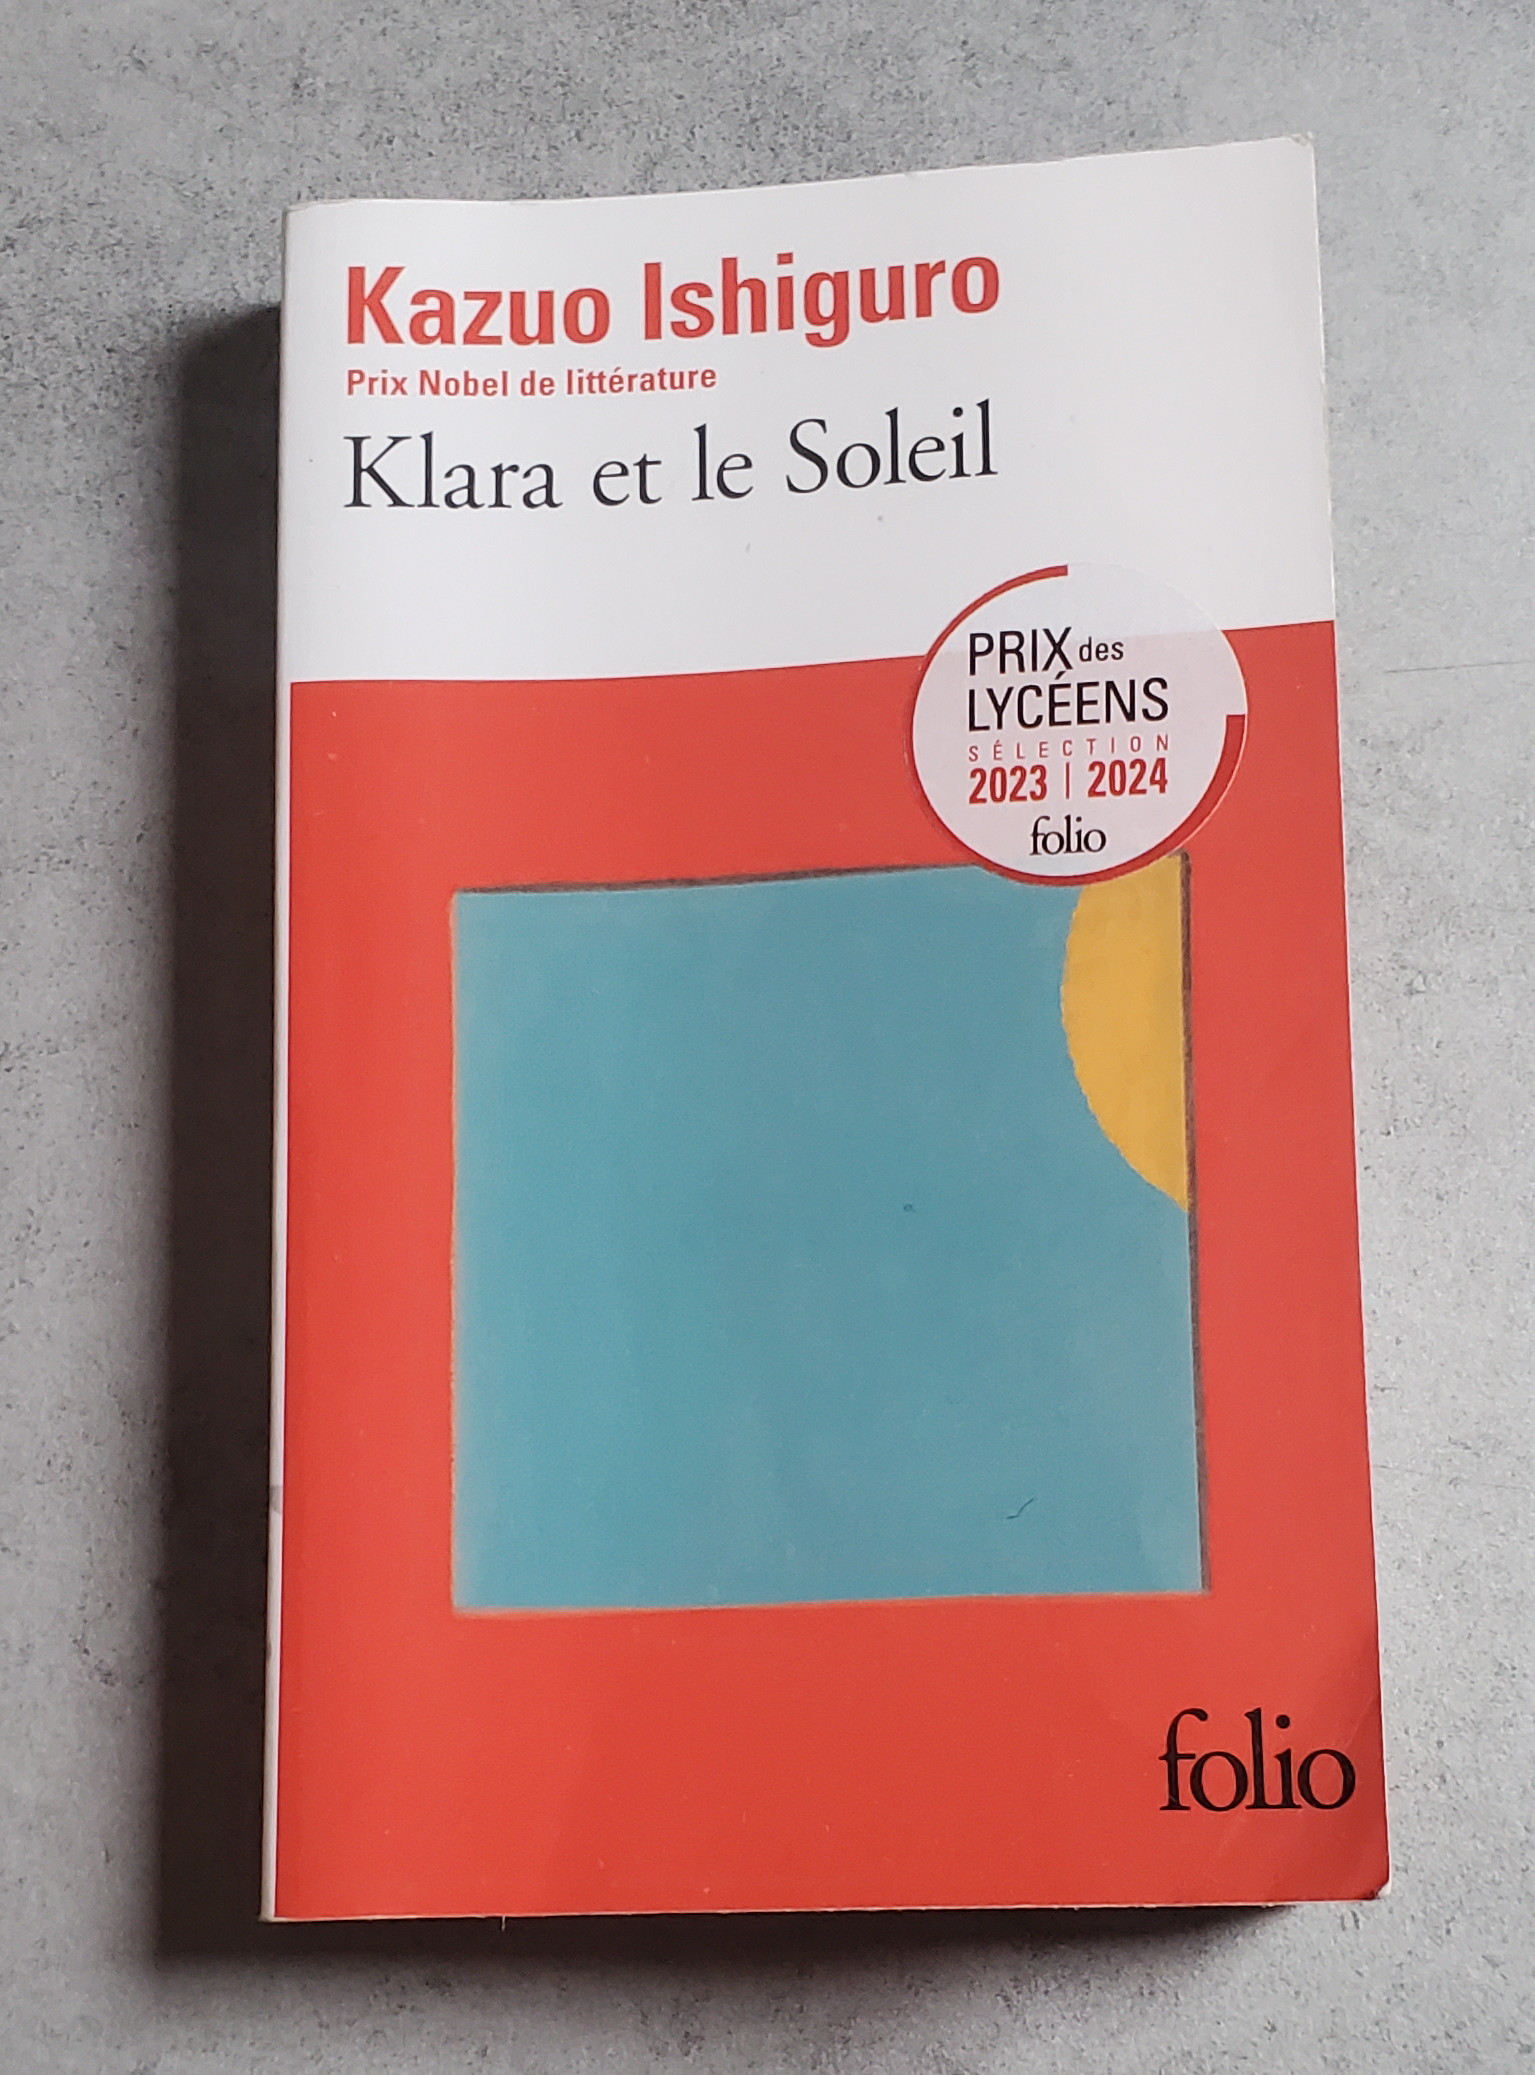 Kazuo Ishiguro
Prix Nobel de littérature
Klara et le Soleil
PRIX des
LYCÉENS
SÉLECTION
2023 | 2024
folio
folio